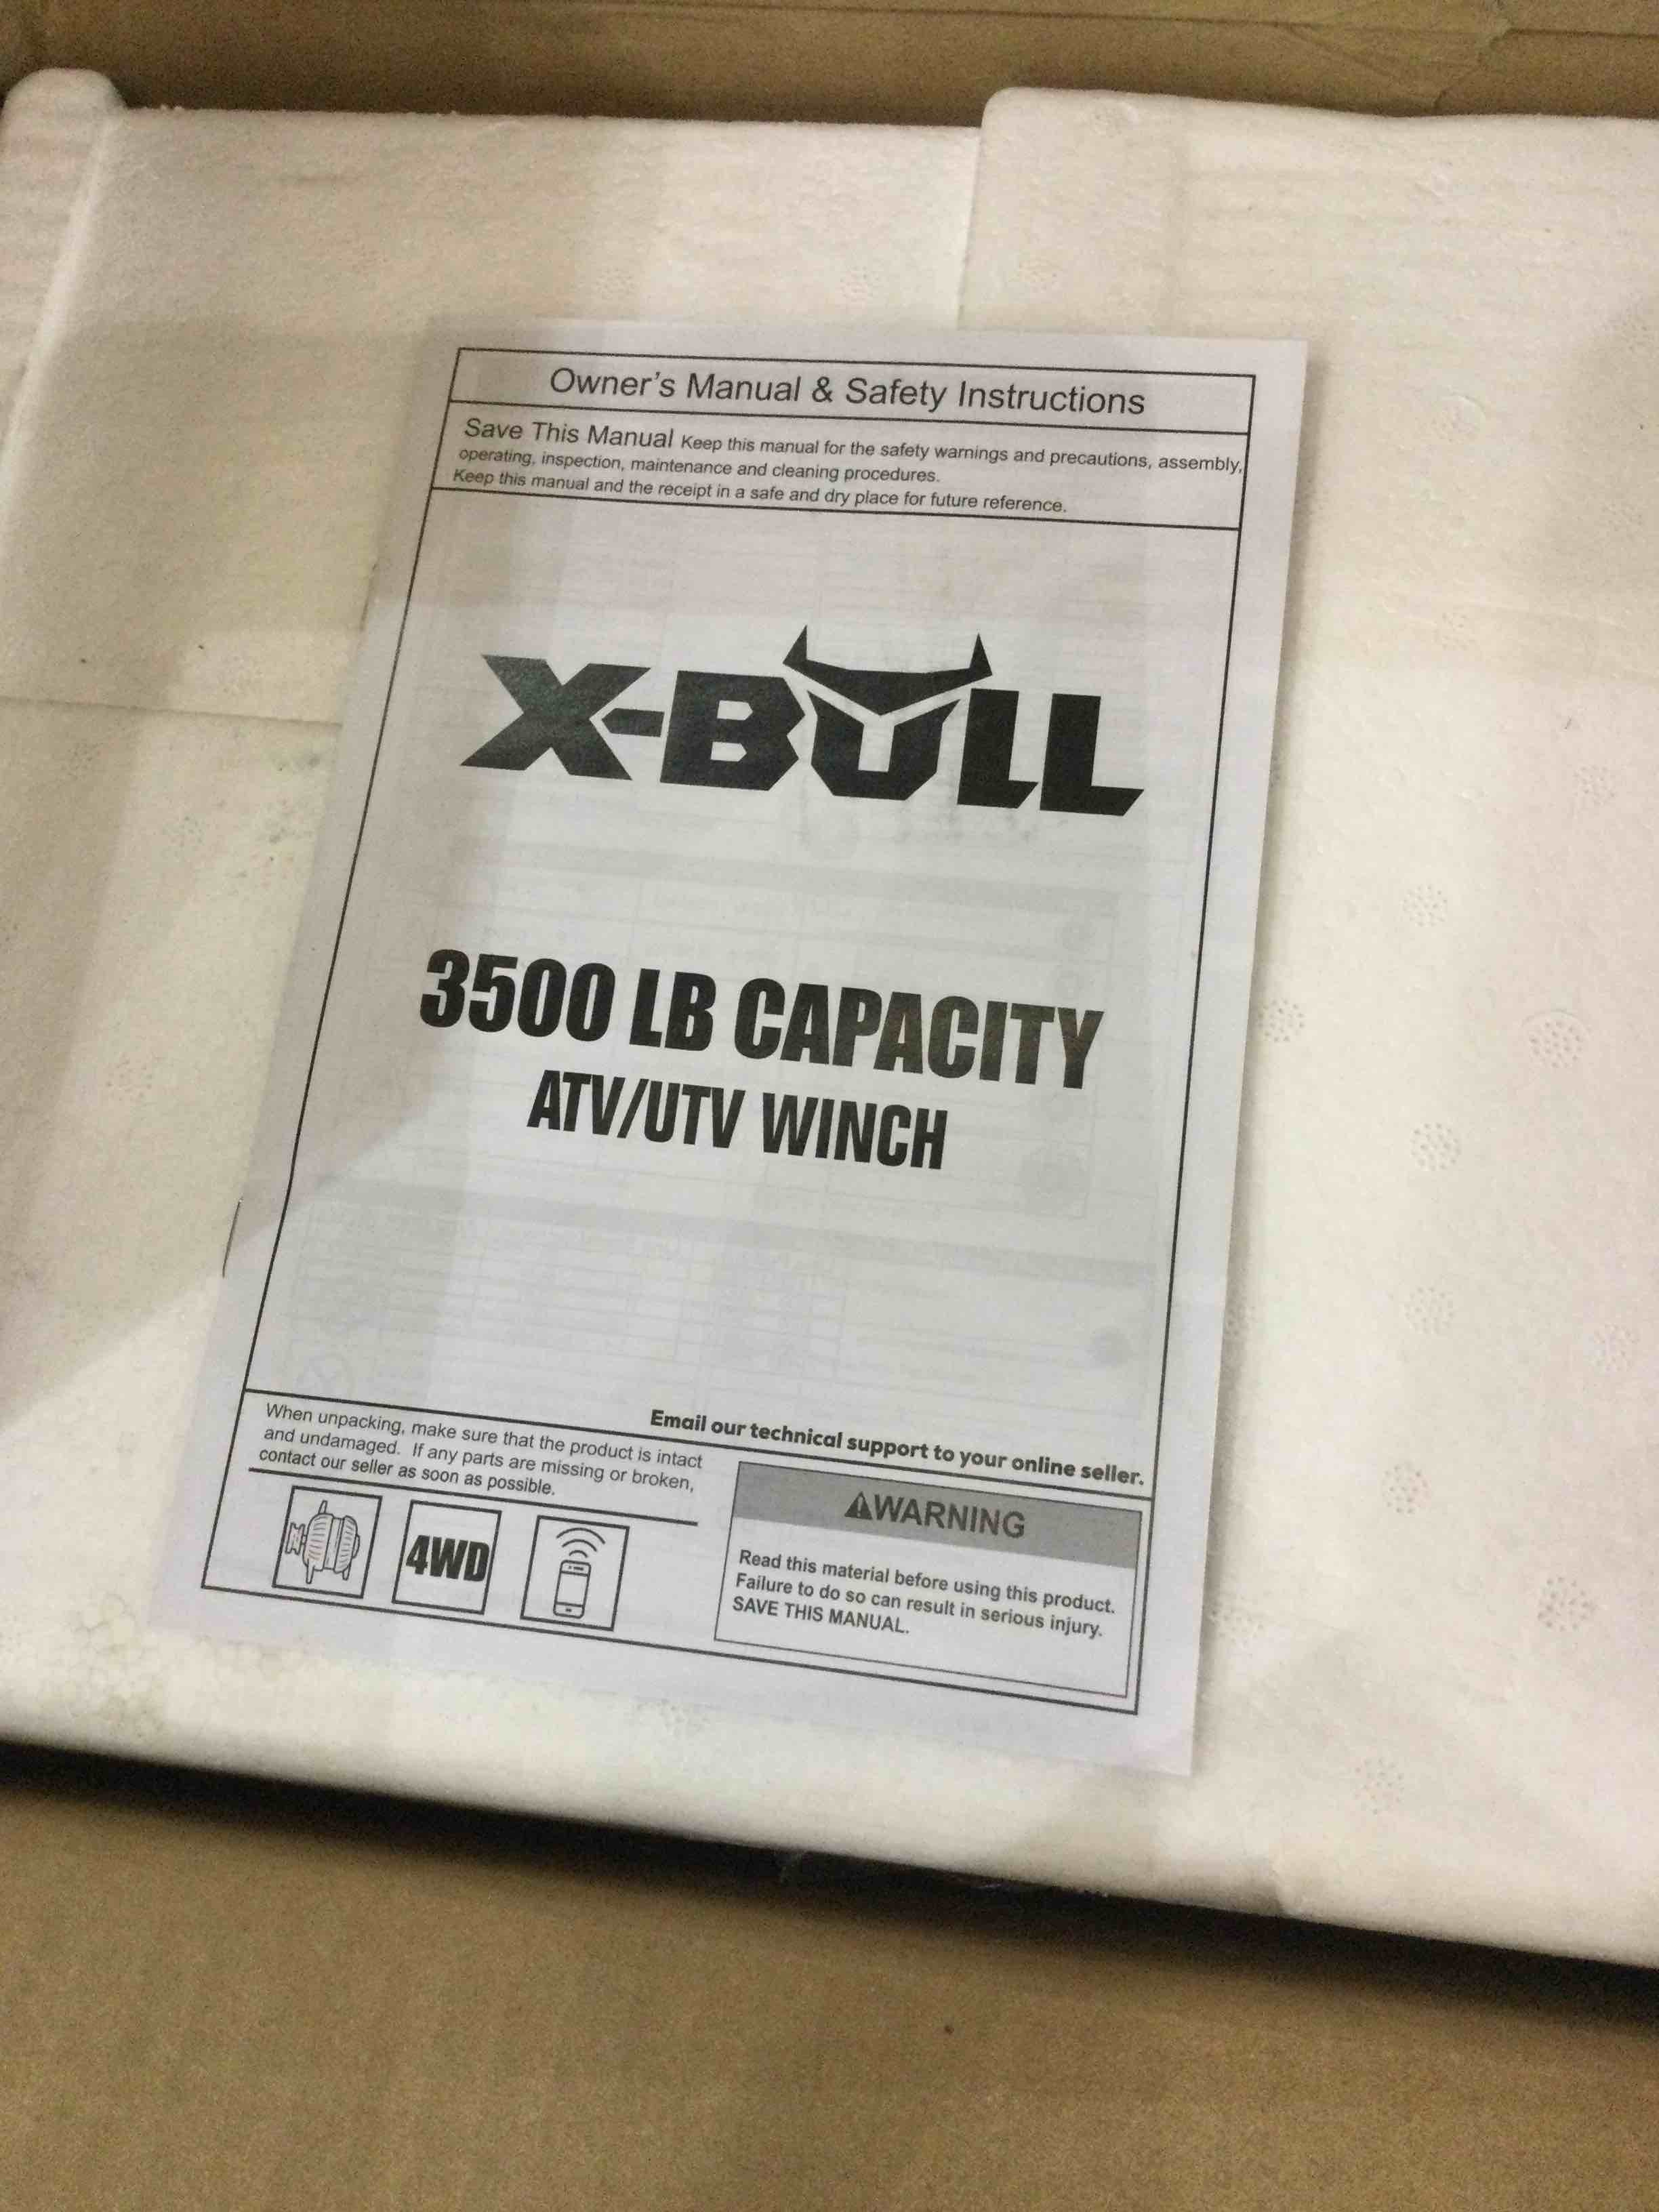 Owner's Manual & Safety Instructions
Save This Manual Keep this manual for the safety warnings and precautions, assembly,
operating, inspection, maintenance and cleaning procedures.
Keep this manual and the receipt in a safe and dry place for future reference.
X-BULL
3500 LB CAPACITY
ATV/UTV WINCH
Email our technical support to your online seller.
When unpacking, make sure that the product is intact
and undamaged. If any parts are missing or broken,
contact our seller as soon as possible.
4WD
⚠WARNING
Read this material before using this product.
Failure to do so can result in serious injury.
SAVE THIS MANUAL.